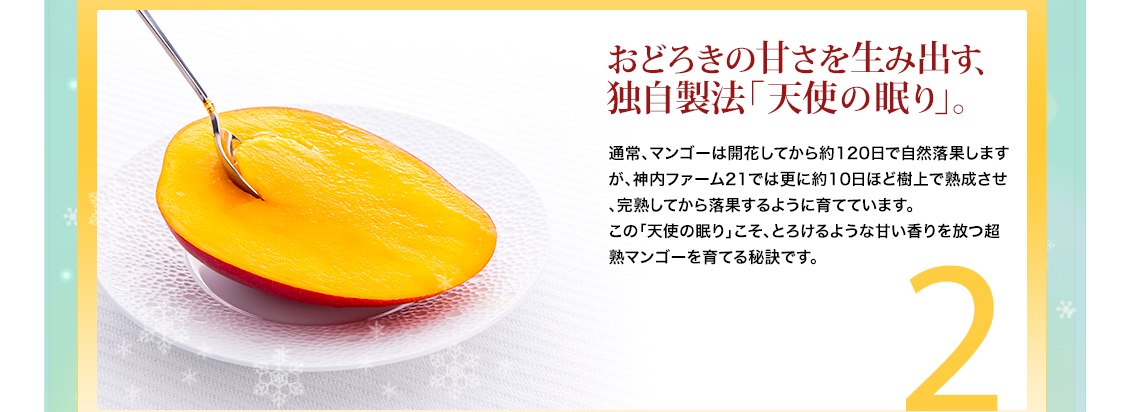 おどろきの甘さを生み出す、
独自製法「天使の眠り」。
通常、マンゴーは開花してから約120日で自然落果します
が、神内ファーム21では更に約10日ほど樹上で熟成させ
、完熟してから落果するように育てています。
この「天使の眠り」こそ、とろけるような甘い香りを放つ超
熟マンゴーを育てる秘訣です。
2